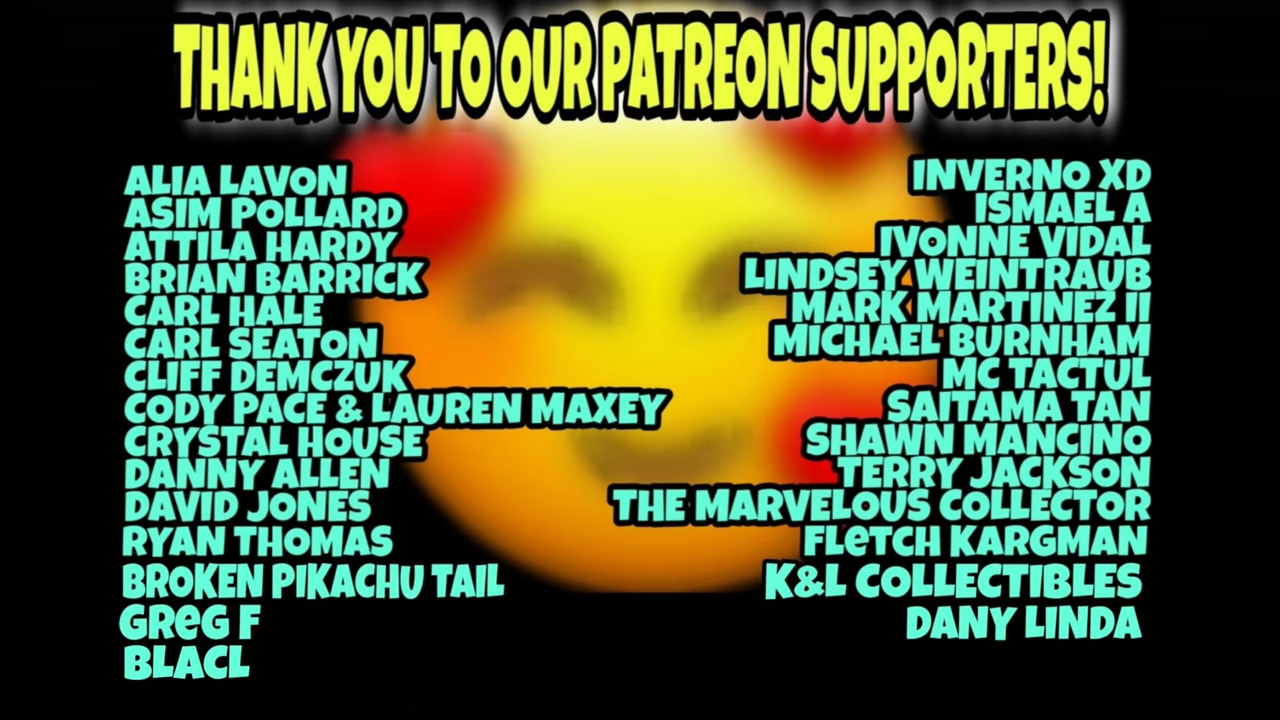 THANK YOU TO OUR PATREON SUPPORTERS!
ALIA LAVON
ASIM POLLARD
ATTILA HARDY
BRIAN BARRICK
CARL HALE
CARL SEATON
CLIFF DEMCZUK
CODY PACE & LAUREN MAXEY
CRYSTAL HOUSE
DANNY ALLEN
DAVID JONES
RYAN THOMAS
BROKEN PIKACHU TAIL
GReG F
BLACL
INVERNO XD
ISMAEL A
IVONNE VIDAL
LINDSEY WEINTRAUB
MARK MARTINEZ II
MICHAEL BURNHAM
MC TACTUL
SAITAMA TAN
SHAWN MANCINO
TERRY JACKSON
THE MARVELOUS COLLECTOR
FLeTCH KARGMAN
K&L COLLECTIBLES
DANY LINDA